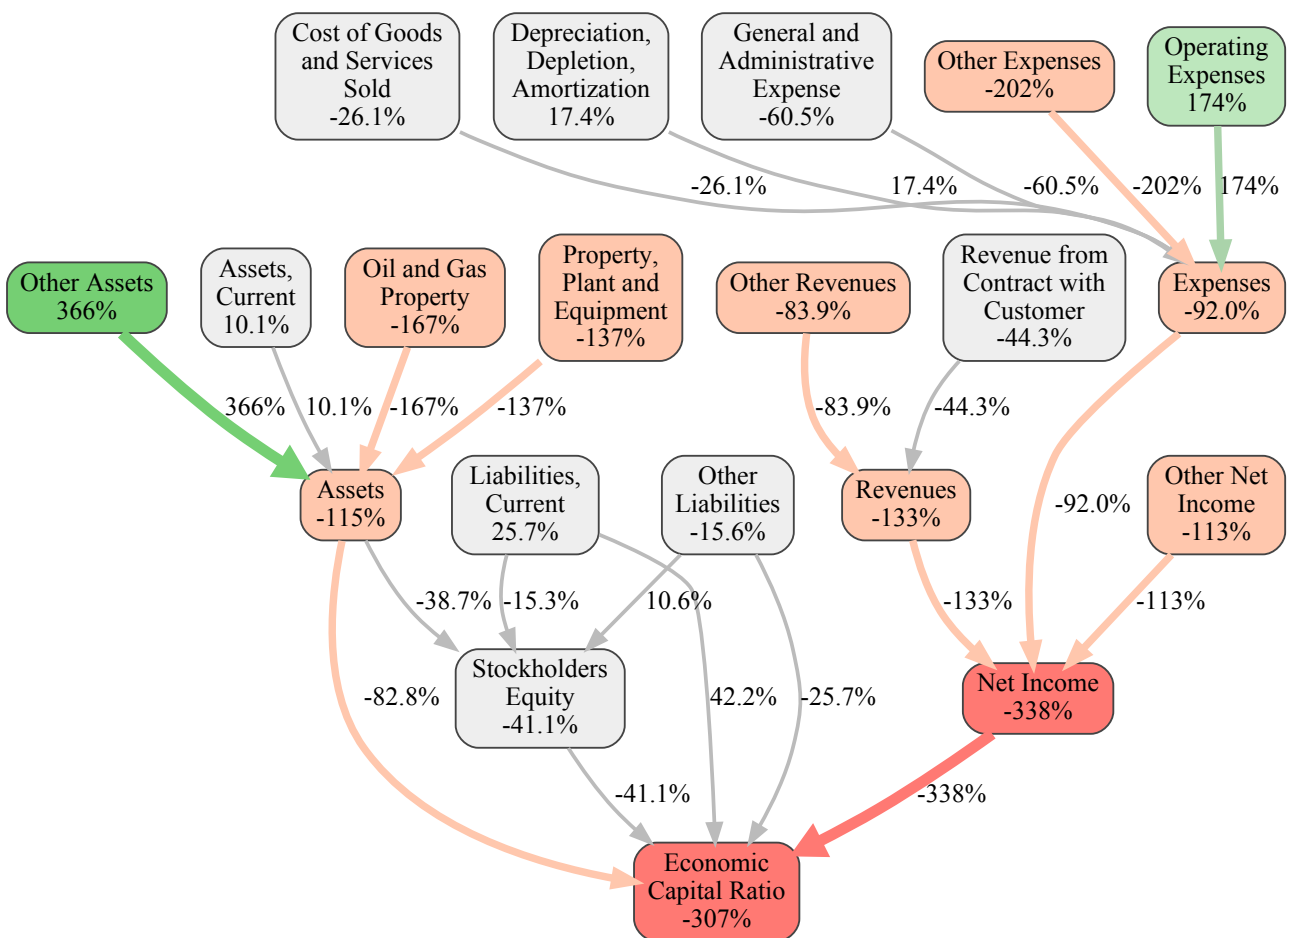 Cost of Goods
and Services
Sold
-26.1%
Depreciation,
Depletion,
Amortization
17.4%
General and
Administrative
Expense
-60.5%
Other Expenses
-202%
Operating
Expenses
174%
-26.1%
17.4%
-60.5%
-202%
174%
Other Assets
366%
Assets,
Current
10.1%
Oil and Gas
Property
-167%
Property,
Plant and
Equipment
-137%
Other Revenues
-83.9%
Revenue from
Contract with
Customer
-44.3%
Expenses
-92.0%
366%
10.1%
-167%
-137%
-83.9%
-44.3%
Assets
-115%
Liabilities,
Current
25.7%
Other
Liabilities
-15.6%
Revenues
-133%
-92.0%
Other Net
Income
-113%
-38.7%
-15.3%
10.6%
-133%
-113%
Stockholders
Equity
-41.1%
-82.8%
42.2%
-25.7%
Net Income
-338%
-41.1%
-338%
Economic
Capital Ratio
-307%